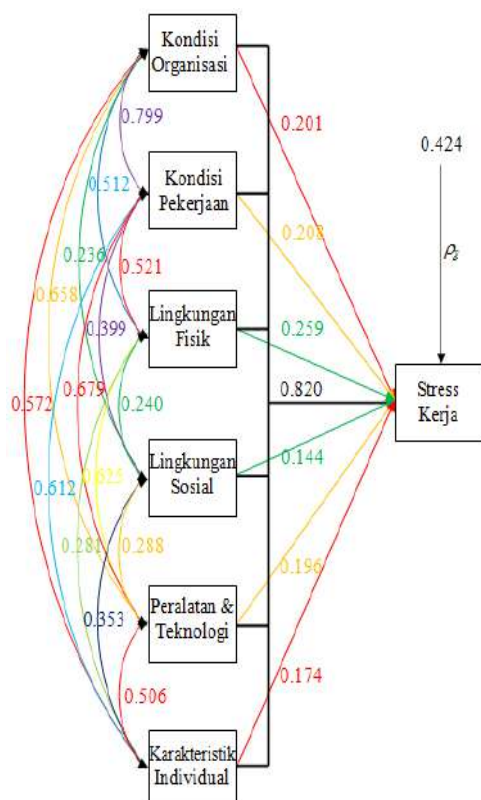 Kondisi
Organisasi
0.799
0.201
0.424
0.512
Kondisi
Pekerjaan
0.208
0.236
0.658
0.521
0.399
Lingkungan
Fisik
0.259
0.572
0.679
0.240
0.820
Stress
Kerja
0.625
Lingkungan
Sosial
0.144
0.612
0.281
0.288
0.196
0.353
Peralatan &
Teknologi
0.174
0.506
Karakteristik
Individual